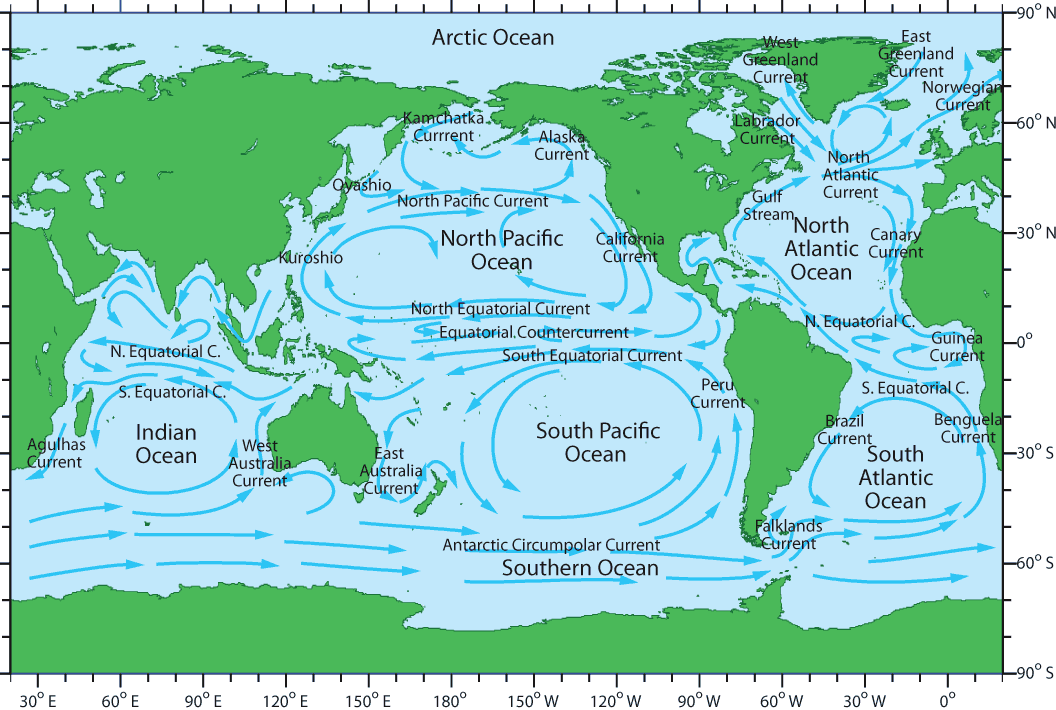 Arctic Ocean
West
Greenland
Current
East
Greenland
Current
Norwegian
Current
Labrador
Current
Kamchatka
Currrent
Alaska
Current
Oyashio
North Pacific Current
North
Atlantic
Current
Gulf
Stream
North
Atlantic
Ocean
Canary
Current
Kuroshio
North Pacific
Ocean
California
Current
North Equatorial Current
Equatorial Countercurrent
South Equatorial Current
N. Equatorial C.
Guinea
Current
N. Equatorial C.
S. Equatorial C.
S. Equatorial C.
Peru
Current
Brazil
Current
Benguela
Current
Agulhas
Current
Indian
Ocean
West
Australia
Current
East
Australia
Current
South Pacific
Ocean
South
Atlantic
Ocean
Falklands
Current
Antarctic Circumpolar Current
Southern Ocean
90° N
60° N
30° N
0°
30° S
60° S
90° S
30° E
60° E
90° E
120° E
150° E
180°
150° W
120° W
90° W
60° W
30° W
0°